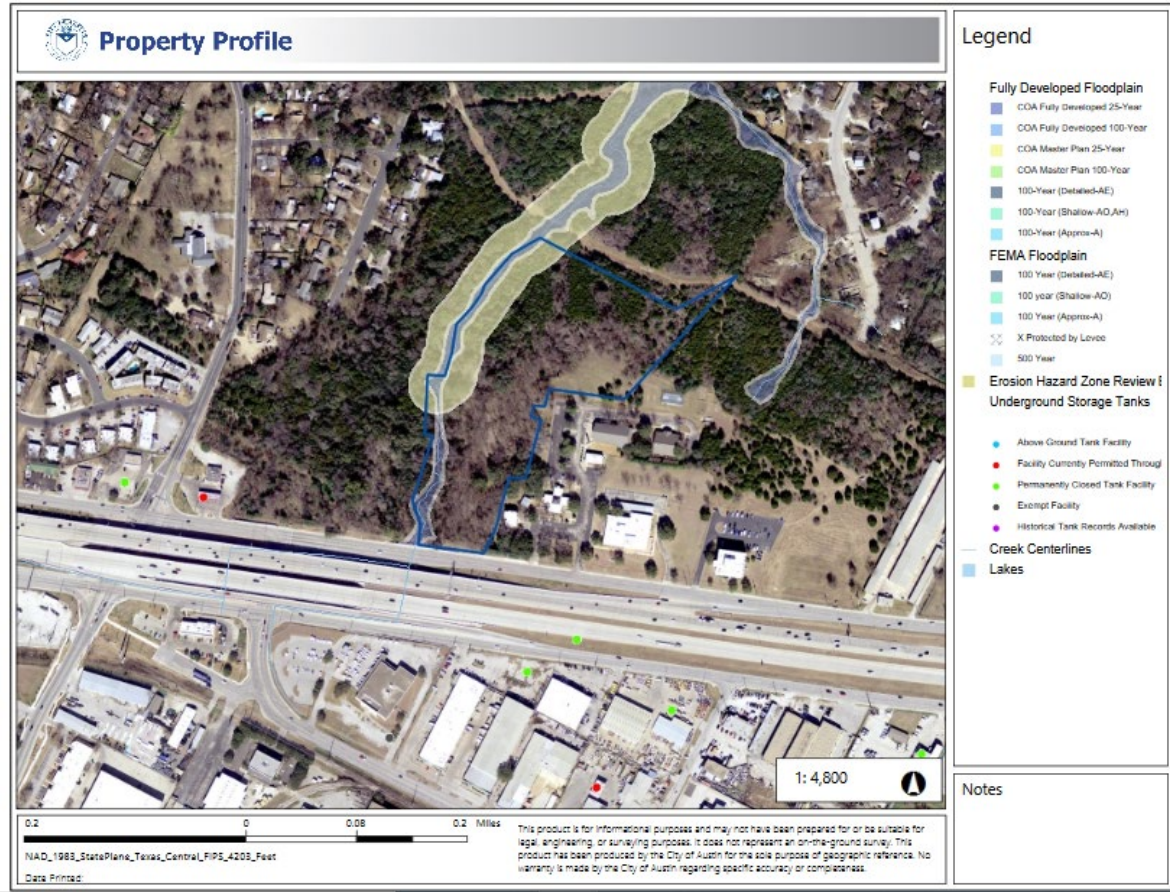 Property Profile
Legend
Fully Developed Floodplain
COA Fully Developed 25-Year
COA Fully Developed 100-Year
COA Master Plan 25-Year
COA Master Plan 100-Year
100-Year (Detailed-AE)
100-Year (Shallow-AO,AH)
100-Year (Approx-A)
FEMA Floodplain
100 Year (Detailed-AE)
100 year (Shallow-AO)
100 Year (Approx-A)
X Protected by Levee
500 Year
Erosion Hazard Zone Review B
Underground Storage Tanks
Above Ground Tank Facility
Facility Currently Permitted Throug
Permanently Closed Tank Facility
Exempt Facility
Historical Tank Records Available
Creek Centerlines
Lakes
1: 4,800
Notes
0.2 0 0.08 0.2 Miles
NAD_1983_StatePlane_Texas_Central_FIPS_4203_Feet
Date Printed:
This product is for informational purposes and may not have been prepared for or be suitable for
legal, engineering, or surveying purposes. It does not represent an on-the-ground survey. This
product has been produced by the City of Austin for the sole purpose of geographic reference. No
warranty is made by the City of Austin regarding specific accuracy or completeness.